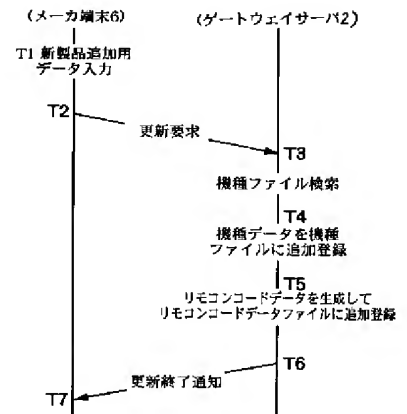 (メーカ端末6)
(ゲートウェイサーバ2)
T1 新製品追加用
データ入力
T2
更新要求
T3
機種ファイル検索
T4
機種データを機種
ファイルに追加登録
T5
リモコンコードデータを生成して
リモコンコードデータファイルに追加登録
T6
更新終了通知
T7